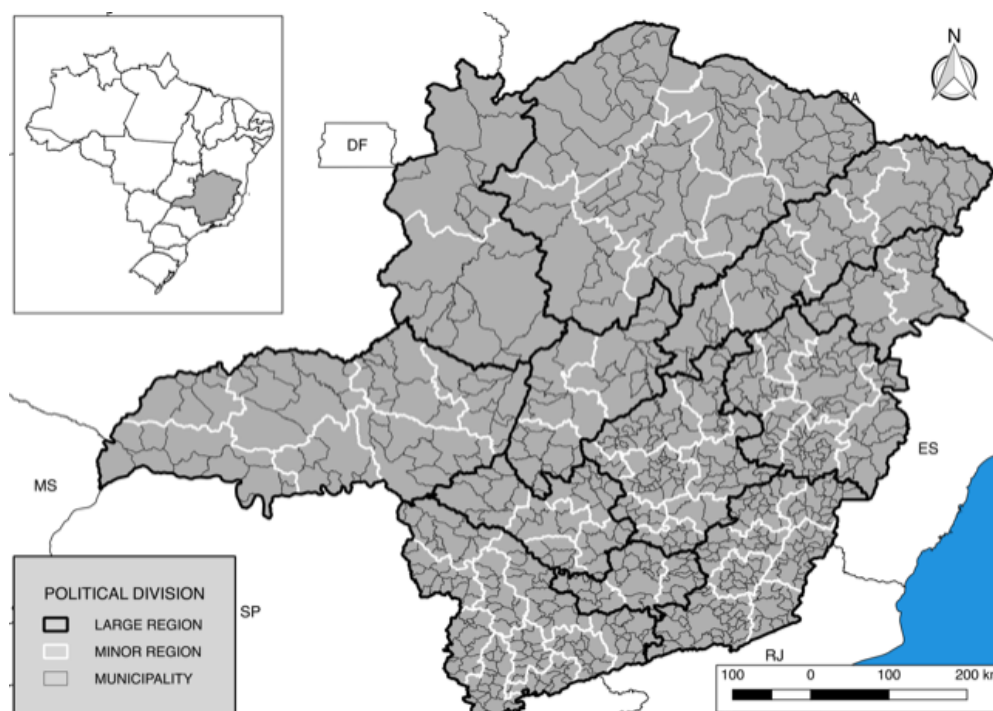 N
BA
DF
ES
MS
SP
RJ
POLITICAL DIVISION
LARGE REGION
MINOR REGION
MUNICIPALITY
100 0 100 200 km